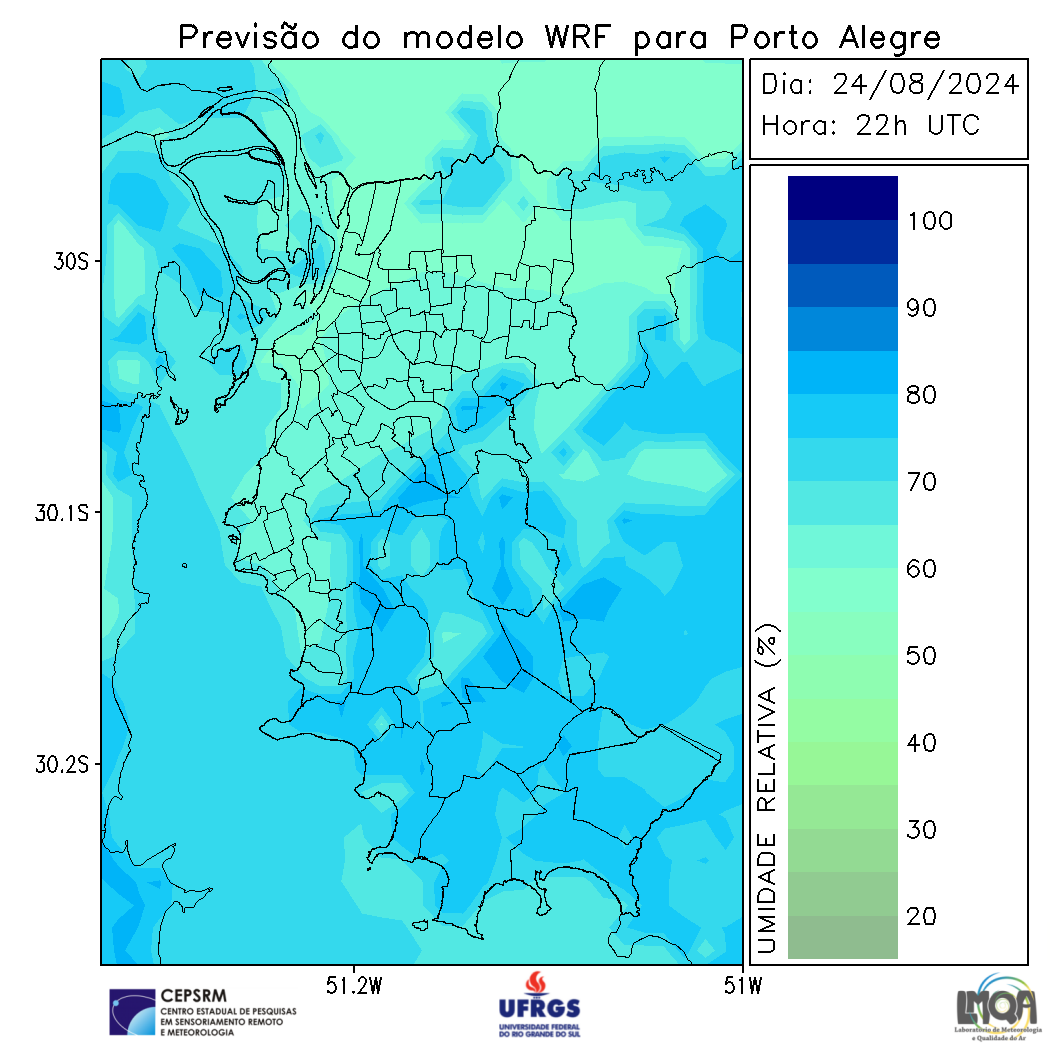 Previsão do modelo WRF para Porto Alegre
Dia: 24/08/2024
Hora: 22h UTC
100
90
80
70
60
50
40
30
20
UMIDADE RELATIVA (%)
30S
30.1S
30.2S
51.2W
51W
CEPSRM
CENTRO ESTADUAL DE PESQUISAS
EM SENSORIAMENTO REMOTO
E METEOROLOGIA
UFRGS
UNIVERSIDADE FEDERAL
DO RIO GRANDE DO SUL
LMQA
Laboratório de Meteorologia
e Qualidade do Ar